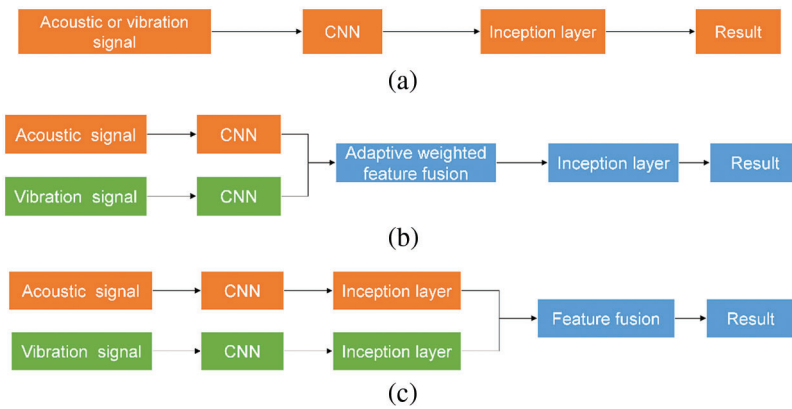 Acoustic or vibration
signal
CNN
Inception layer
Result
(a)
Acoustic signal
CNN
Adaptive weighted
feature fusion
Inception layer
Result
Vibration signal
CNN
(b)
Acoustic signal
CNN
Inception layer
Feature fusion
Result
Vibration signal
CNN
Inception layer
(c)